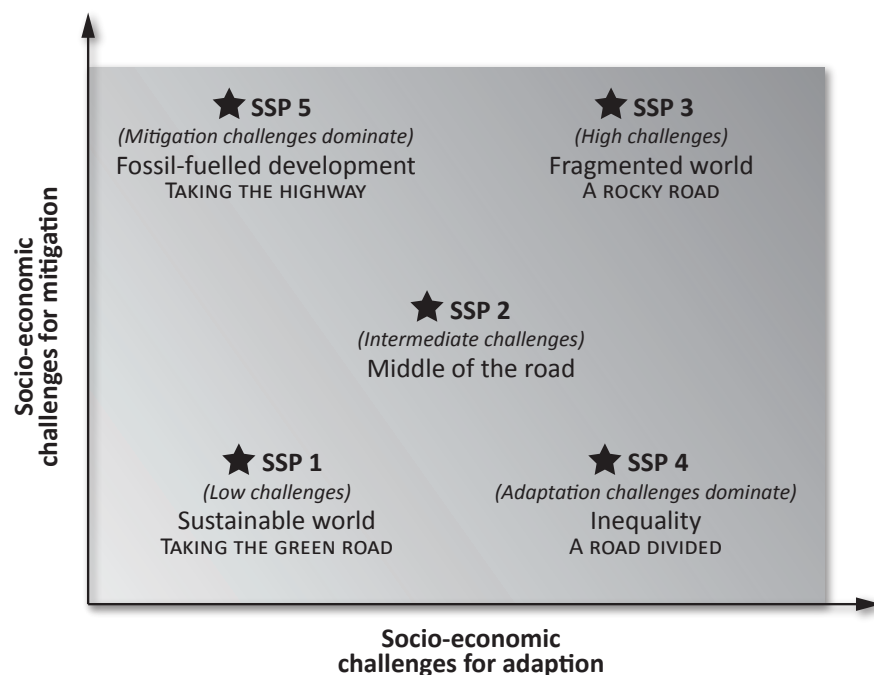 SSP 5
(Mitigation challenges dominate)
Fossil-fuelled development
TAKING THE HIGHWAY
SSP 3
(High challenges)
Fragmented world
A ROCKY ROAD
Socio-economic
challenges for mitigation
SSP 2
(Intermediate challenges)
Middle of the road
SSP 1
(Low challenges)
Sustainable world
TAKING THE GREEN ROAD
SSP 4
(Adaptation challenges dominate)
Inequality
A ROAD DIVIDED
Socio-economic
challenges for adaption